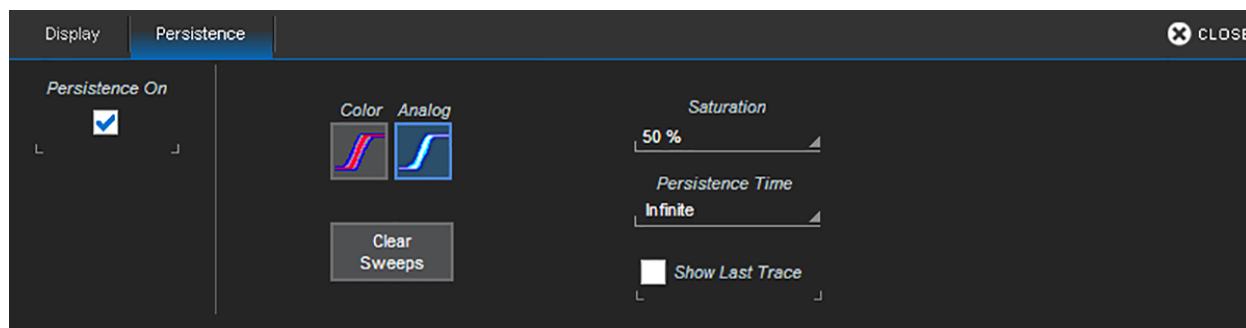 Display
Persistence
CLOSE
Persistence On
Color
Analog
Clear
Sweeps
Saturation
50 %
Persistence Time
Infinite
Show Last Trace